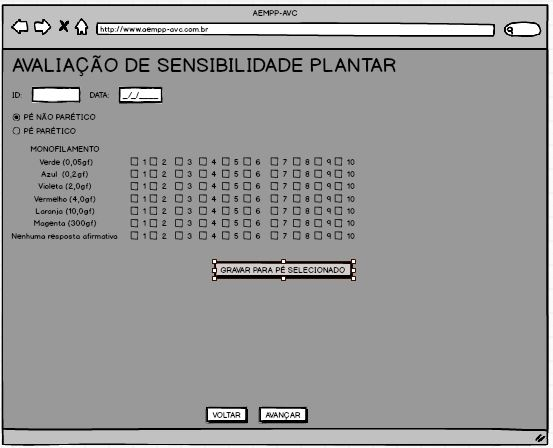 AEMPP-AVC
http://www.aempp-avc.com.br
AVALIAÇÃO DE SENSIBILIDADE PLANTAR
ID: DATA: _/_/____
PÉ NÃO PARÉTICO
PÉ PARÉTICO
MONOFILAMENTO
Verde (0,05gf) 1 2 3 4 5 6 7 8 9 10
Azul (0,2gf) 1 2 3 4 5 6 7 8 9 10
Violeta (2,0gf) 1 2 3 4 5 6 7 8 9 10
Vermelho (4,0gf) 1 2 3 4 5 6 7 8 9 10
Laranja (10,0gf) 1 2 3 4 5 6 7 8 9 10
Magenta (300gf) 1 2 3 4 5 6 7 8 9 10
Nenhuma resposta afirmativa 1 2 3 4 5 6 7 8 9 10
GRAVAR PARA PÉ SELECIONADO
VOLTAR AVANÇAR